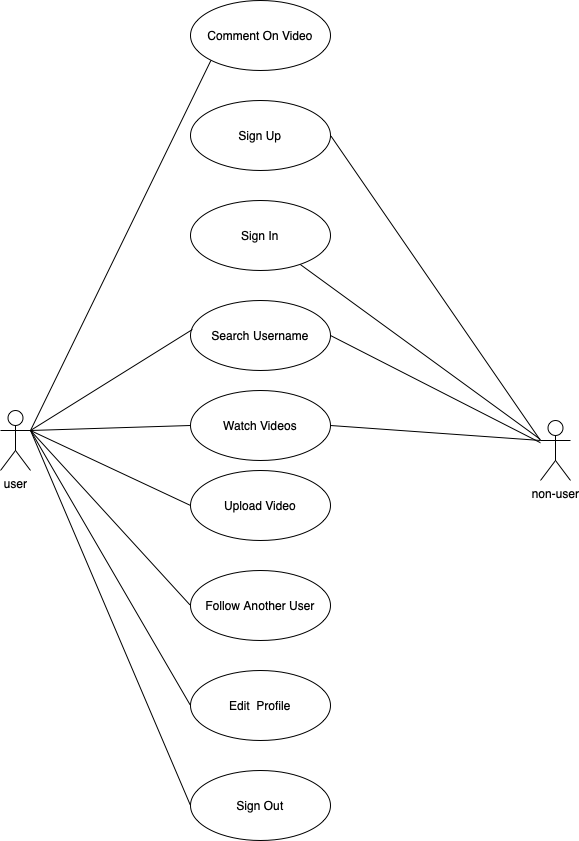 Comment On Video
Sign Up
Sign In
Search Username
Watch Videos
user
non-user
Upload Video
Follow Another User
Edit  Profile
Sign Out